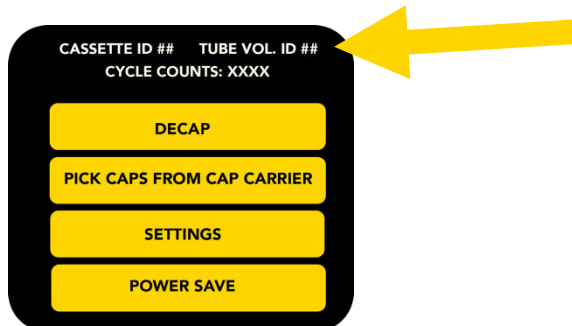 CASSETTE ID ## TUBE VOL. ID ##
CYCLE COUNTS: XXXX
DECAP
PICK CAPS FROM CAP CARRIER
SETTINGS
POWER SAVE